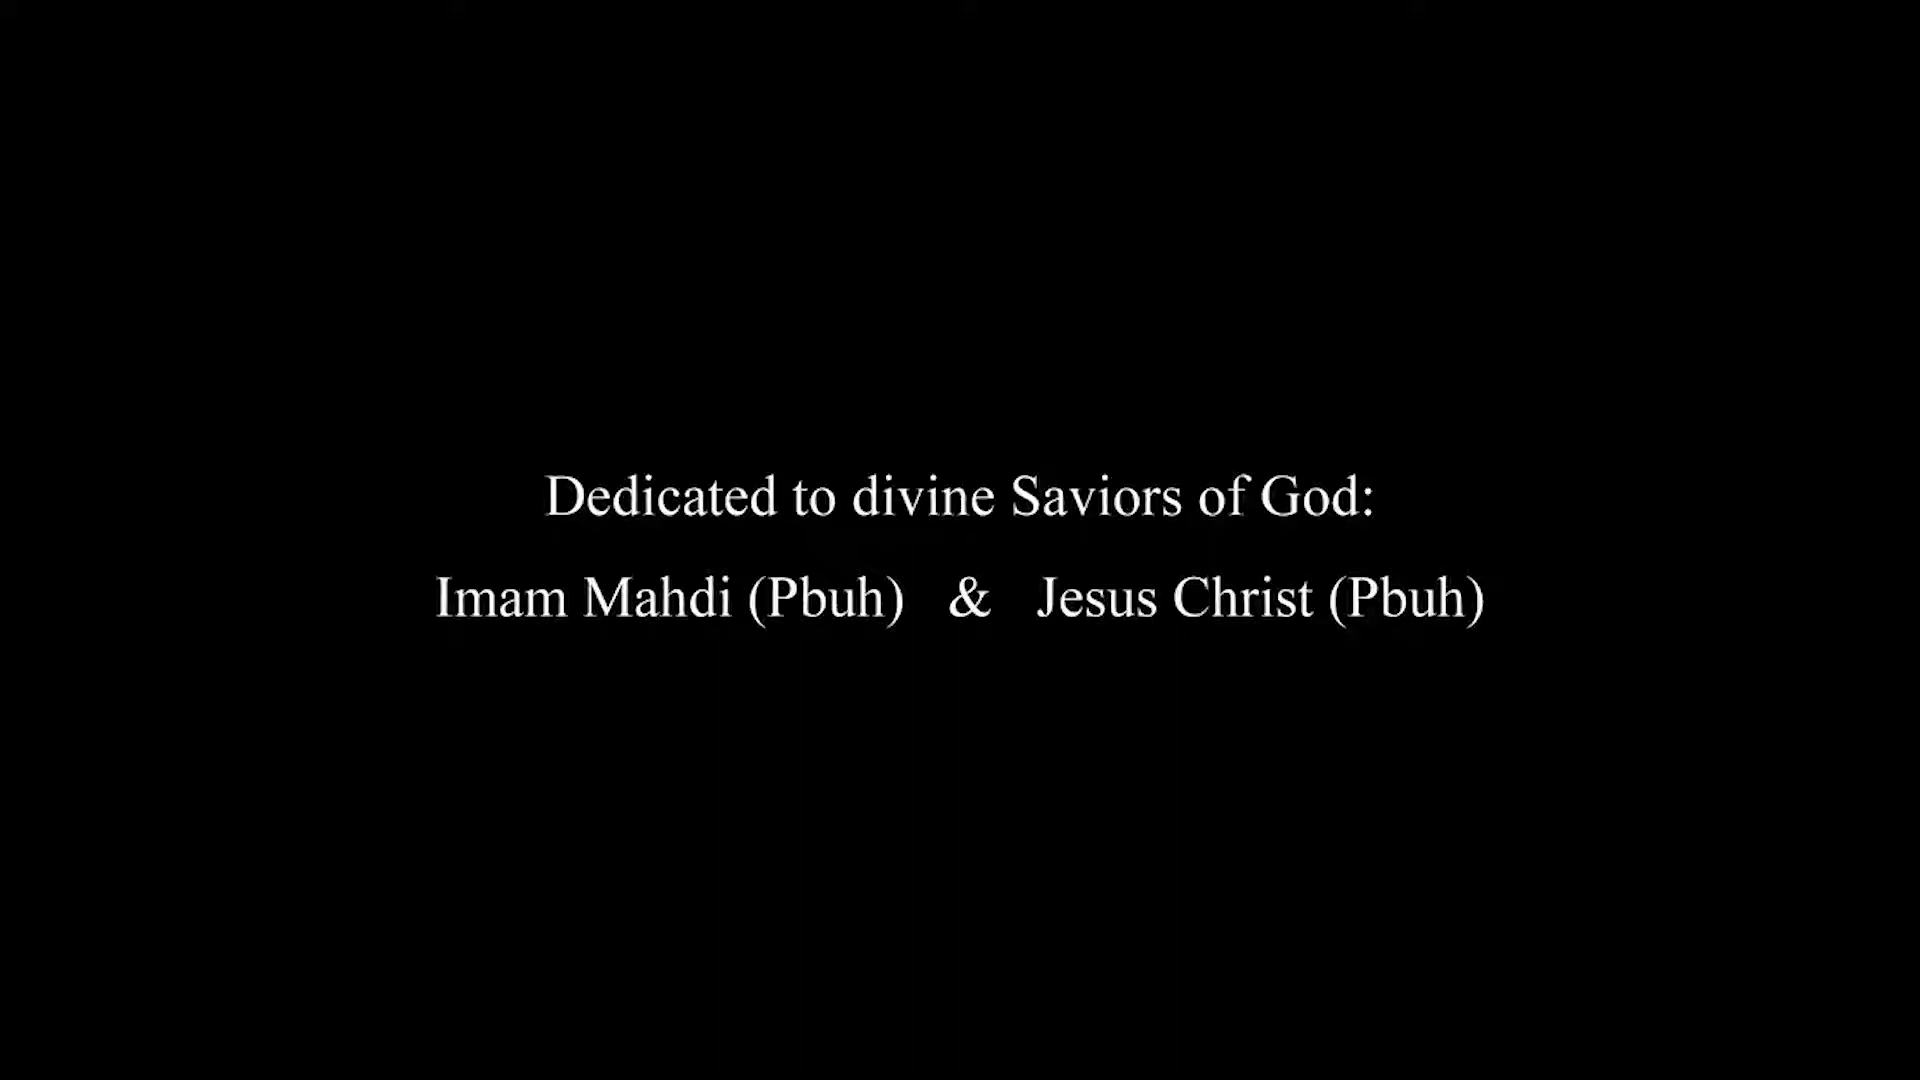 Dedicated to divine Saviors of God:
Imam Mahdi (Pbuh) & Jesus Christ (Pbuh)